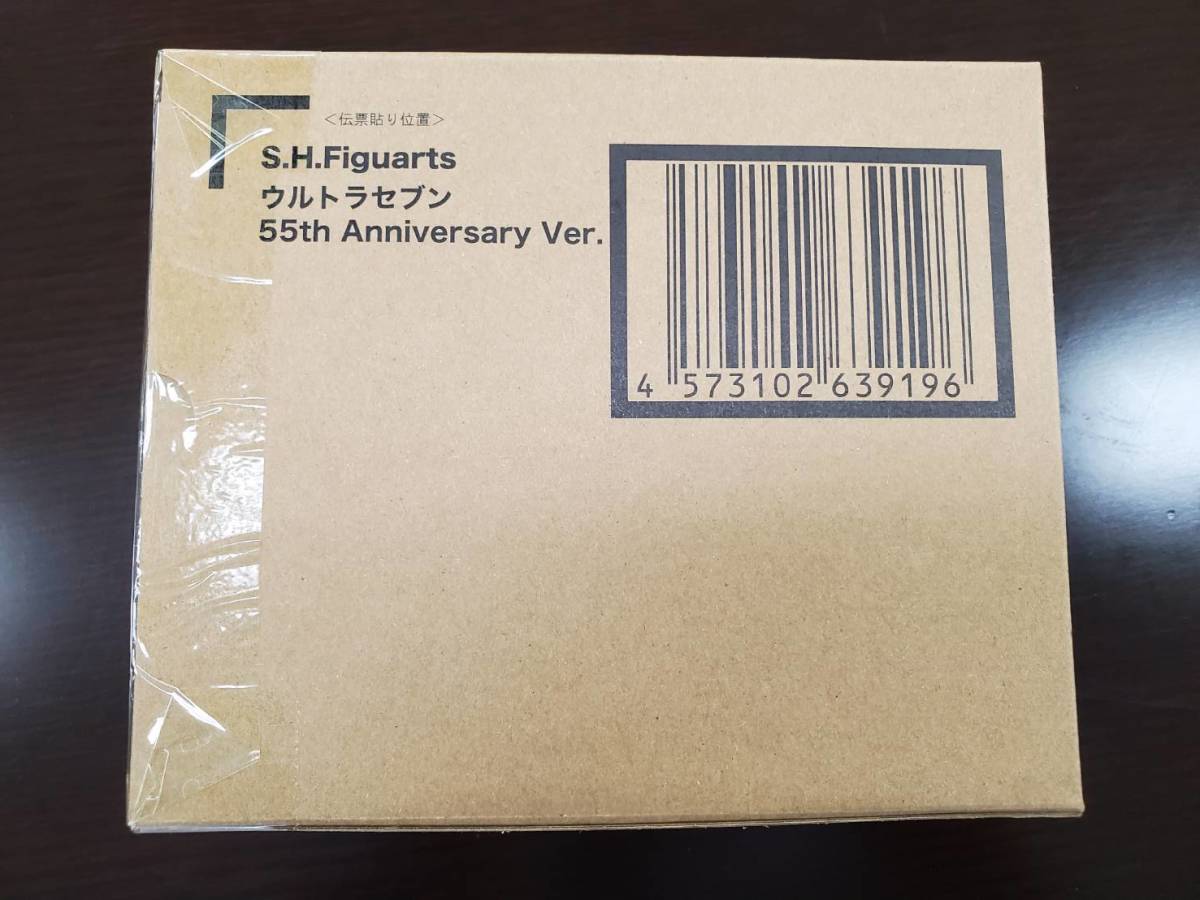 ＜伝票貼り位置＞
S.H.Figuarts
ウルトラセブン
55th Anniversary Ver.
4 573102 639196